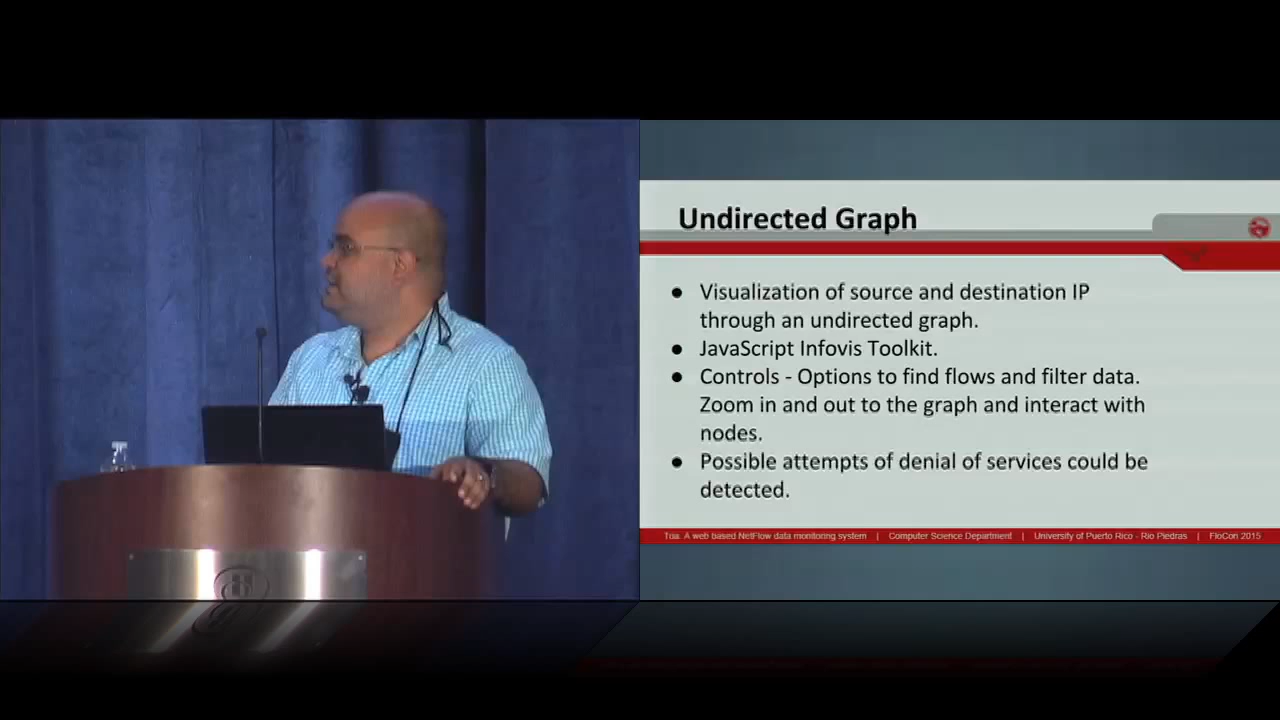 Undirected Graph
● Visualization of source and destination IP
through an undirected graph.
● JavaScript Infovis Toolkit.
● Controls - Options to find flows and filter data.
Zoom in and out to the graph and interact with
nodes.
● Possible attempts of denial of services could be
detected.
Toa: A web based NetFlow data monitoring system | Computer Science Department | University of Puerto Rico - Rio Piedras | FloCon 2015